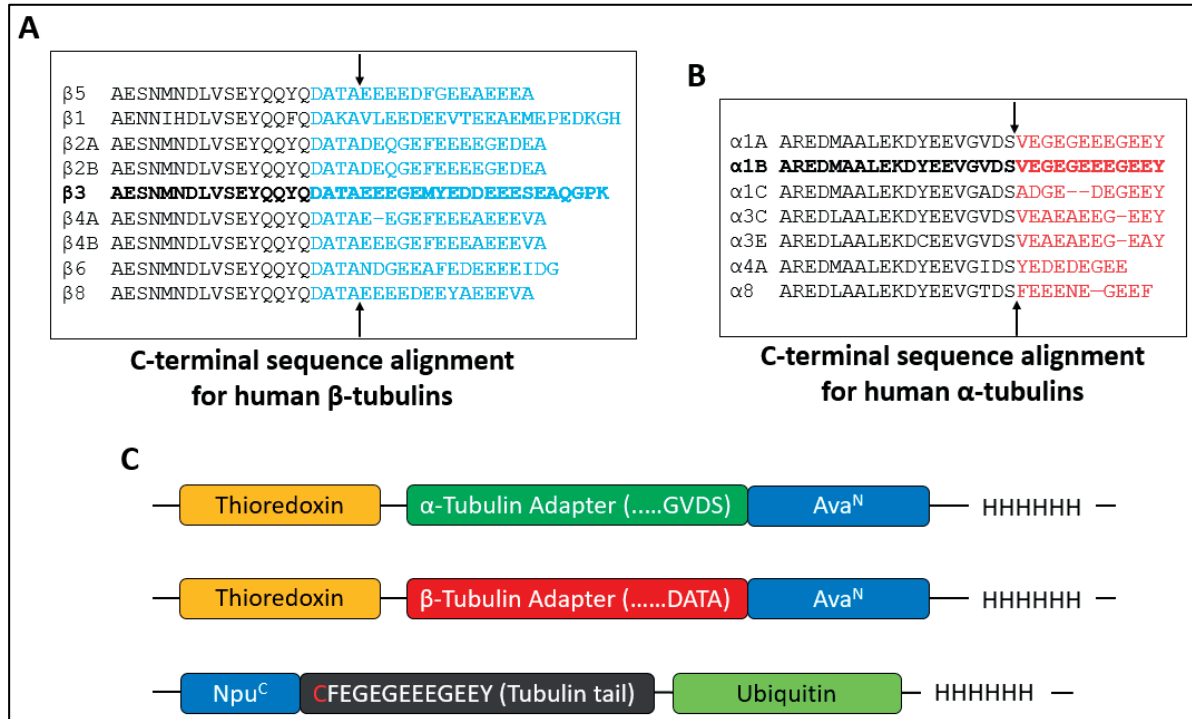 A
β5 AESNMNDLVSEYQQYQDATAEEEEDFGEEAEEEA
β1 AENNIHDLVSEYQQFQDAKAVLEEDEEVTEEAEMEPEDKGH
β2A AESNMNDLVSEYQQYQDATADEQGEFEEEEGEDEA
β2B AESNMNDLVSEYQQYQDATADEQGEFEEEEGEDEA
β3 AESNMNDLVSEYQQYQDATAEEEGEMYEDDEEESEAQGPK
β4A AESNMNDLVSEYQQYQDATAE-EGEFEEEAEEEVA
β4B AESNMNDLVSEYQQYQDATAEEEGEFEEEAEEEVA
β6 AESNMNDLVSEYQQYQDATANDGEEAFEDEEEEIDG
β8 AESNMNDLVSEYQQYQDATAEEEEDEEYAEEEVA
C-terminal sequence alignment
for human β-tubulins
B
α1A AREDMAALEKDYEEVGVDSVEGEGEEEGEEY
α1B AREDMAALEKDYEEVGVDSVEGEGEEEGEEY
α1C AREDMAALEKDYEEVGADSADGE--DEGEEY
α3C AREDLAALEKDYEEVGVDSVEAEAEEG-EEY
α3E AREDLAALEKDCEEVGVDSVEAEAEEG-EAY
α4A AREDMAALEKDYEEVGIDSYEDEDEGEE
α8 AREDLAALEKDYEEVGTDSFEEENE—GEEF
C-terminal sequence alignment
for human α-tubulins
C
Thioredoxin α-Tubulin Adapter (.....GVDS) Ava^N HHHHHH
Thioredoxin β-Tubulin Adapter (......DATA) Ava^N HHHHHH
Npu^C CFEGEGEEEGEEY (Tubulin tail) Ubiquitin HHHHHH